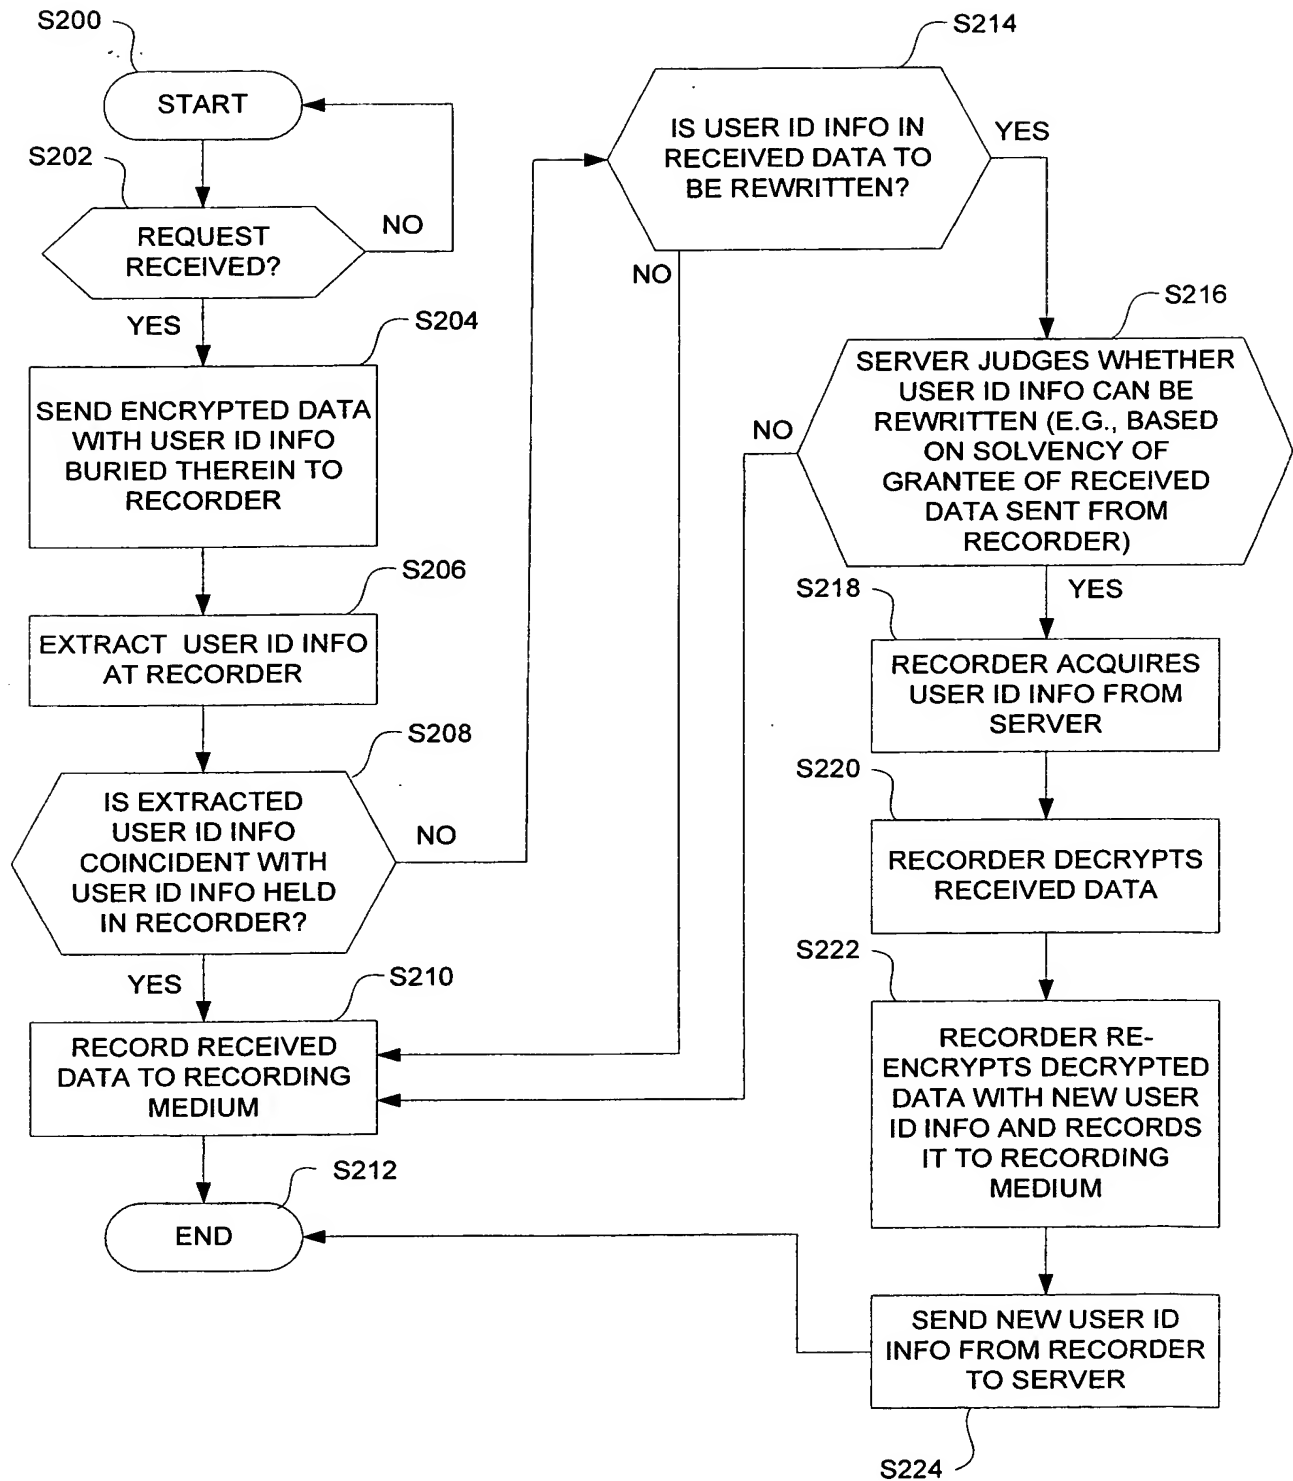 S200
START
S202
REQUEST
RECEIVED?
NO
YES
S204
SEND ENCRYPTED DATA
WITH USER ID INFO
BURIED THEREIN TO
RECORDER
S206
EXTRACT USER ID INFO
AT RECORDER
S208
IS EXTRACTED
USER ID INFO
COINCIDENT WITH
USER ID INFO HELD
IN RECORDER?
NO
YES
S210
RECORD RECEIVED
DATA TO RECORDING
MEDIUM
S212
END
S214
IS USER ID INFO IN
RECEIVED DATA TO
BE REWRITTEN?
YES
NO
S216
SERVER JUDGES WHETHER
USER ID INFO CAN BE
REWRITTEN (E.G., BASED
ON SOLVENCY OF
GRANTEE OF RECEIVED
DATA SENT FROM
RECORDER)
NO
YES
S218
RECORDER ACQUIRES
USER ID INFO FROM
SERVER
S220
RECORDER DECRYPTS
RECEIVED DATA
S222
RECORDER RE-
ENCRYPTS DECRYPTED
DATA WITH NEW USER
ID INFO AND RECORDS
IT TO RECORDING
MEDIUM
SEND NEW USER ID
INFO FROM RECORDER
TO SERVER
S224